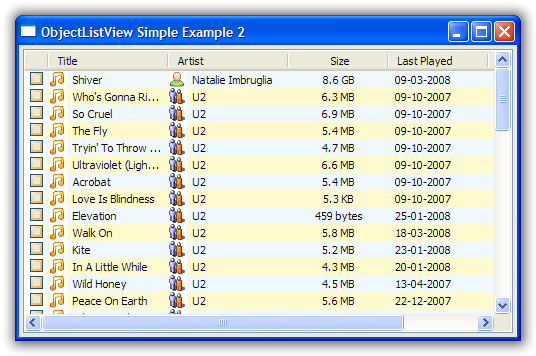 ObjectListView Simple Example 2
Title Artist Size Last Played
Shiver Natalie Imbruglia 8.6 GB 09-03-2008
Who's Gonna Ri... U2 6.3 MB 09-10-2007
So Cruel U2 6.9 MB 09-10-2007
The Fly U2 5.4 MB 09-10-2007
Tryin' To Throw ... U2 4.7 MB 09-10-2007
Ultraviolet (Ligh... U2 6.6 MB 09-10-2007
Acrobat U2 5.4 MB 09-10-2007
Love Is Blindness U2 5.3 KB 09-10-2007
Elevation U2 459 bytes 25-01-2008
Walk On U2 5.8 MB 18-03-2008
Kite U2 5.2 MB 23-01-2008
In A Little While U2 4.3 MB 20-01-2008
Wild Honey U2 4.5 MB 13-04-2007
Peace On Earth U2 5.6 MB 22-12-2007